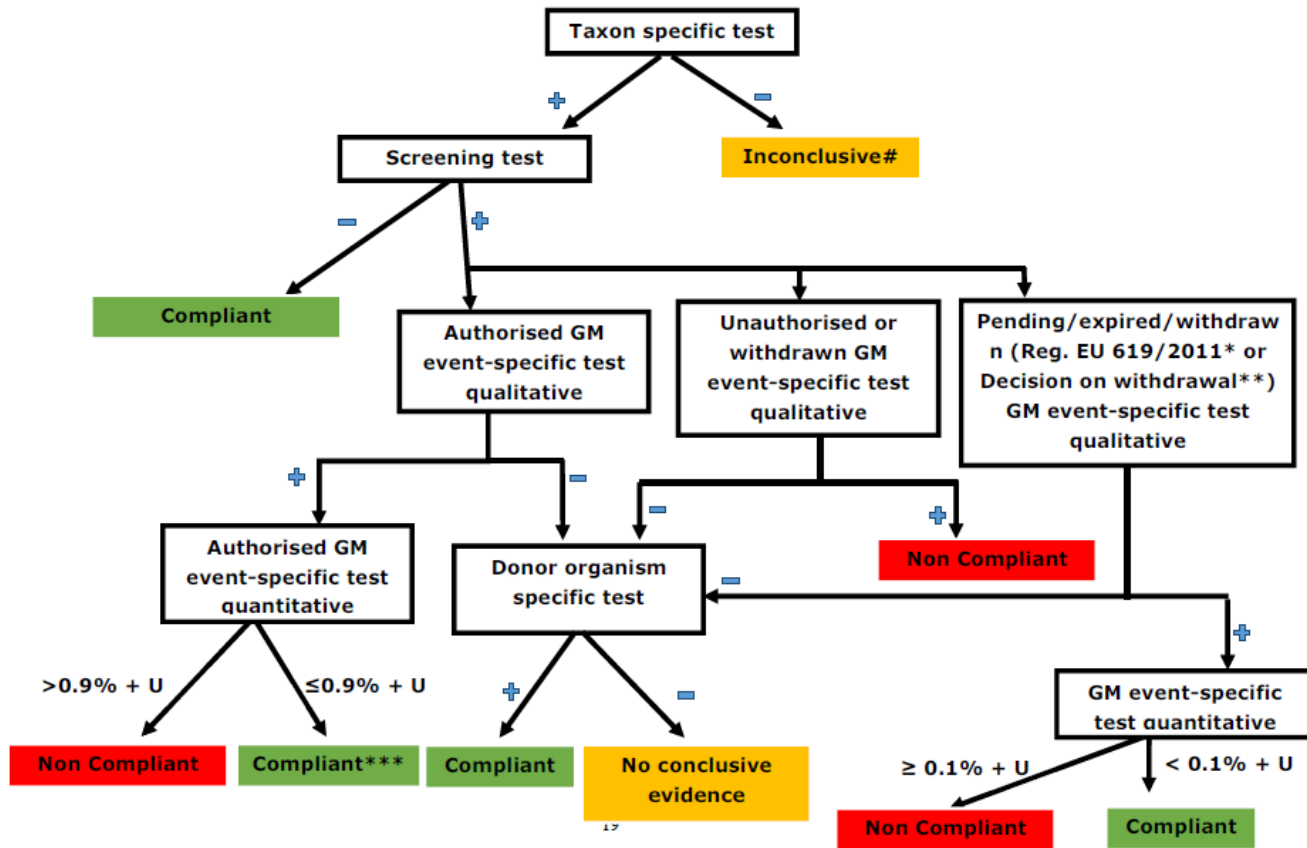 Taxon specific test
+
−
Screening test
Inconclusive#
−
+
Compliant
Authorised GM
event-specific test
qualitative
Unauthorised or
withdrawn GM
event-specific test
qualitative
Pending/expired/withdraw
n (Reg. EU 619/2011* or
Decision on withdrawal**)
GM event-specific test
qualitative
+
−
−
+
Authorised GM
event-specific test
quantitative
Donor organism
specific test
Non Compliant
−
+
>0.9% + U
≤0.9% + U
+
−
GM event-specific
test quantitative
Non Compliant
Compliant***
Compliant
No conclusive
evidence
≥ 0.1% + U
< 0.1% + U
Non Compliant
Compliant
19